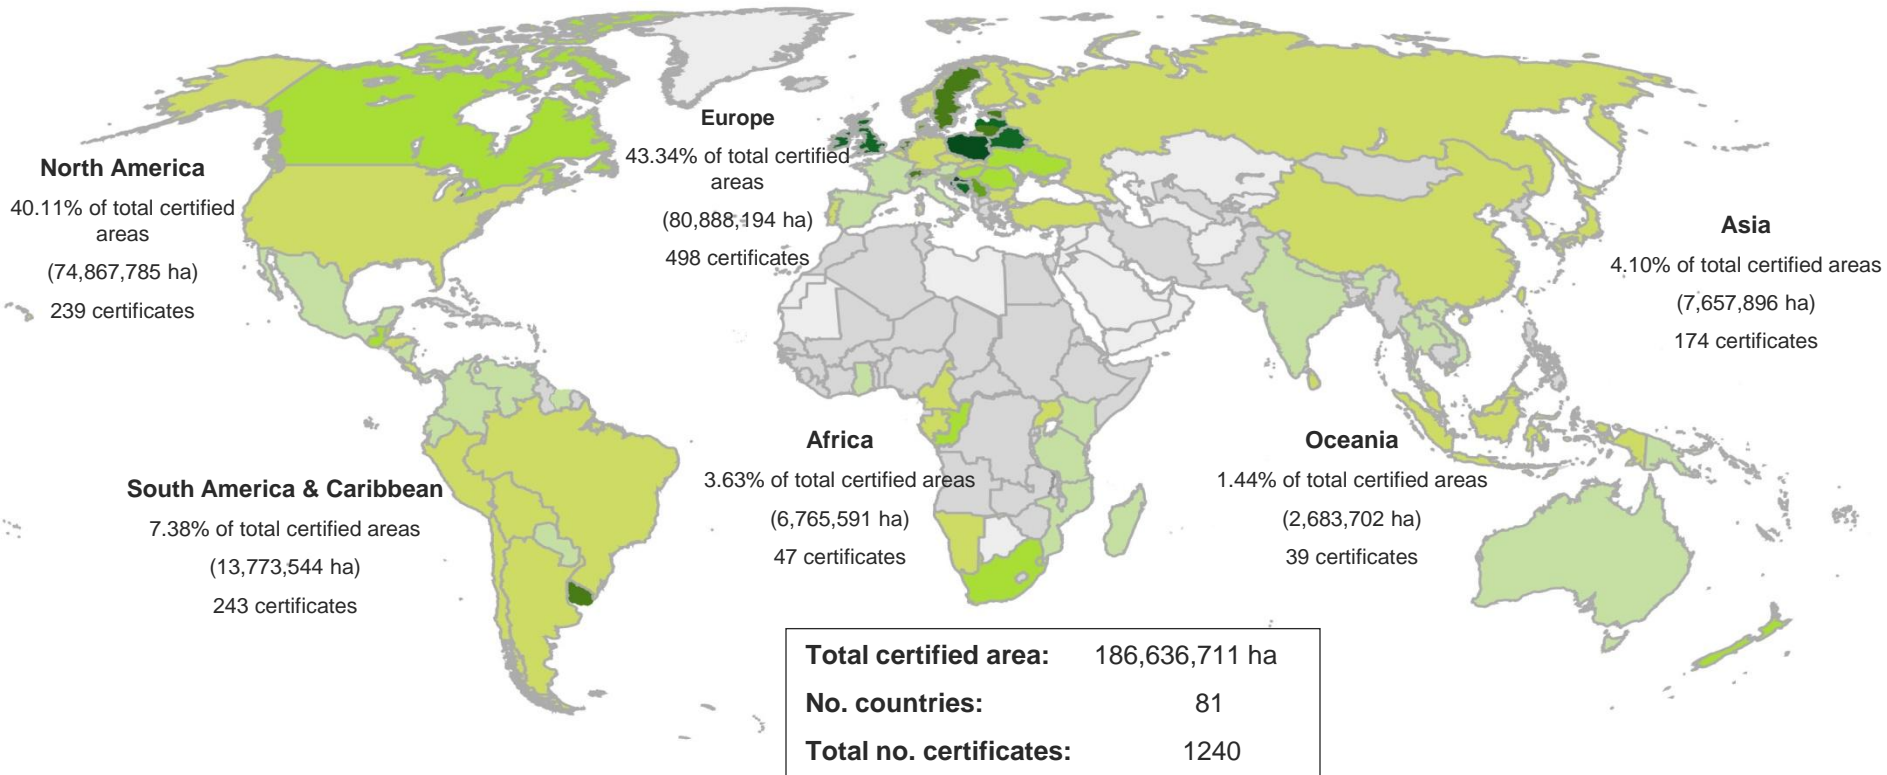 North America
40.11% of total certified
areas
(74,867,785 ha)
239 certificates
Europe
43.34% of total certified
areas
(80,888,194 ha)
498 certificates
Asia
4.10% of total certified areas
(7,657,896 ha)
174 certificates
South America & Caribbean
7.38% of total certified areas
(13,773,544 ha)
243 certificates
Africa
3.63% of total certified areas
(6,765,591 ha)
47 certificates
Oceania
1.44% of total certified areas
(2,683,702 ha)
39 certificates
Total certified area: 186,636,711 ha
No. countries: 81
Total no. certificates: 1240